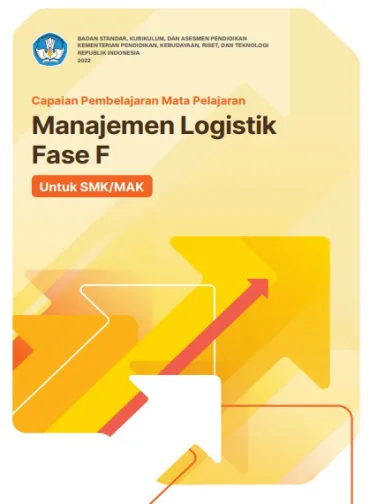 BADAN STANDAR, KURIKULUM, DAN ASESMEN PENDIDIKAN
KEMENTERIAN PENDIDIKAN, KEBUDAYAAN, RISET, DAN TEKNOLOGI
REPUBLIK INDONESIA
2022
Capaian Pembelajaran Mata Pelajaran
Manajemen Logistik
Fase F
Untuk SMK/MAK